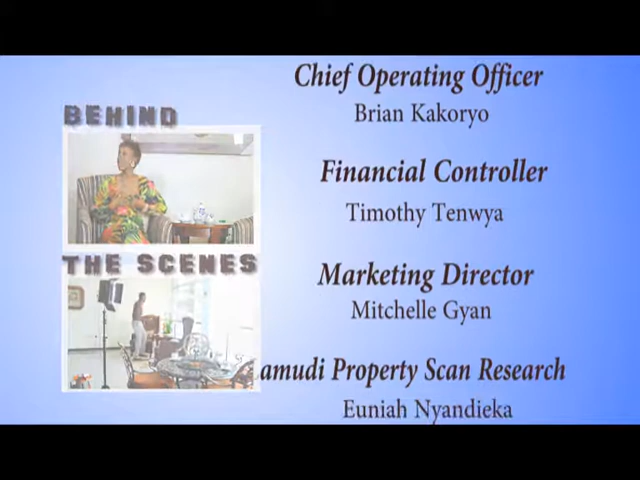 BEHIND
THE SCENES
Chief Operating Officer
Brian Kakoryo
Financial Controller
Timothy Tenwya
Marketing Director
Mitchelle Gyan
amudi Property Scan Research
Euniah Nyandieka